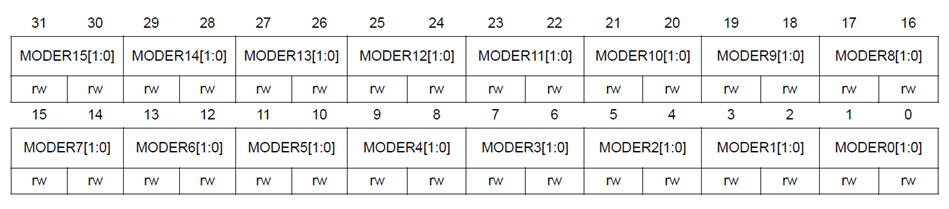 31 30 29 28 27 26 25 24 23 22 21 20 19 18 17 16
MODER15[1:0] MODER14[1:0] MODER13[1:0] MODER12[1:0] MODER11[1:0] MODER10[1:0] MODER9[1:0] MODER8[1:0]
rw rw rw rw rw rw rw rw rw rw rw rw rw rw rw rw
15 14 13 12 11 10 9 8 7 6 5 4 3 2 1 0
MODER7[1:0] MODER6[1:0] MODER5[1:0] MODER4[1:0] MODER3[1:0] MODER2[1:0] MODER1[1:0] MODER0[1:0]
rw rw rw rw rw rw rw rw rw rw rw rw rw rw rw rw